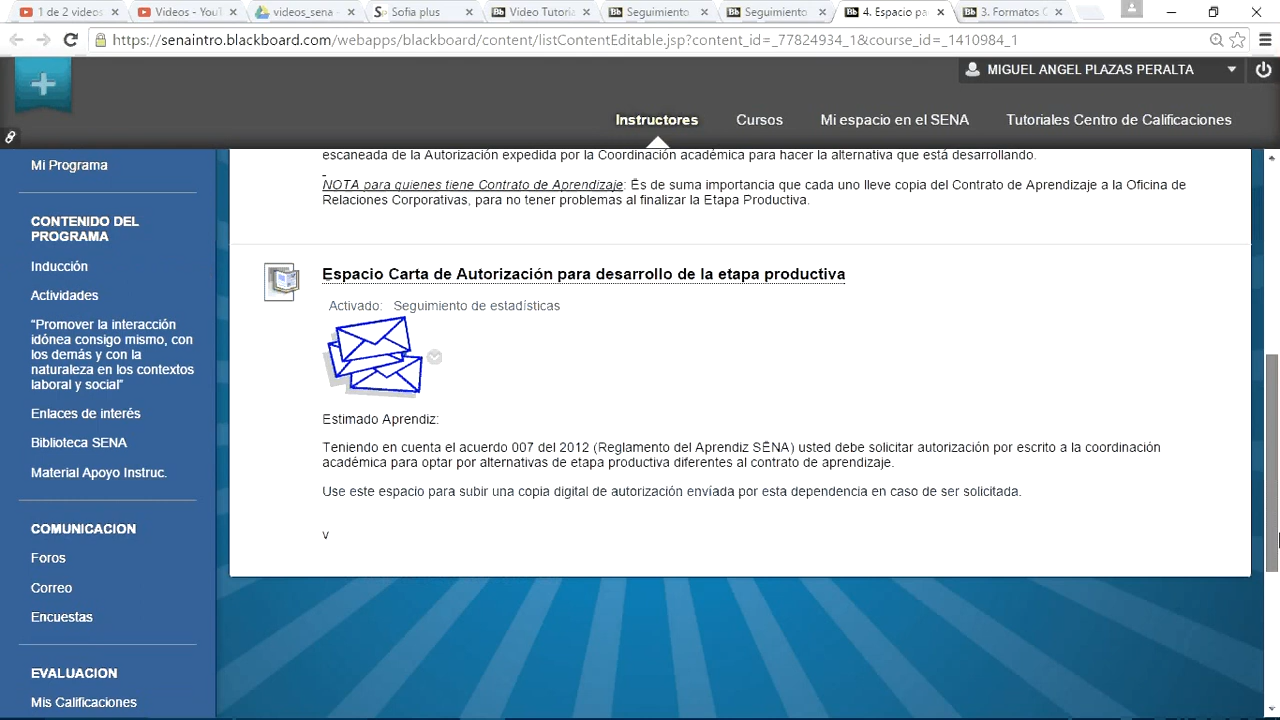 1 de 2 videos
Videos - YouT
videos_sena -
Sofia plus
Video Tutoria
Seguimiento
Seguimiento
4. Espacio pa
3. Formatos C
https://senaintro.blackboard.com/webapps/blackboard/content/listContentEditable.jsp?content_id=_77824934_1&course_id=_1410984_1
MIGUEL ANGEL PLAZAS PERALTA
Instructores
Cursos
Mi espacio en el SENA
Tutoriales Centro de Calificaciones
Mi Programa
CONTENIDO DEL
PROGRAMA
Inducción
Actividades
“Promover la interacción
idónea consigo mismo, con
los demás y con la
naturaleza en los contextos
laboral y social”
Enlaces de interés
Biblioteca SENA
Material Apoyo Instruc.
COMUNICACION
Foros
Correo
Encuestas
EVALUACION
Mis Calificaciones
escaneada de la Autorización expedida por la Coordinación académica para hacer la alternativa que está desarrollando.
NOTA para quienes tiene Contrato de Aprendizaje: Es de suma importancia que cada uno lleve copia del Contrato de Aprendizaje a la Oficina de
Relaciones Corporativas, para no tener problemas al finalizar la Etapa Productiva.
Espacio Carta de Autorización para desarrollo de la etapa productiva
Activado: Seguimiento de estadísticas
Estimado Aprendiz:
Teniendo en cuenta el acuerdo 007 del 2012 (Reglamento del Aprendiz SENA) usted debe solicitar autorización por escrito a la coordinación
académica para optar por alternativas de etapa productiva diferentes al contrato de aprendizaje.
Use este espacio para subir una copia digital de autorización envíada por esta dependencia en caso de ser solicitada.
v